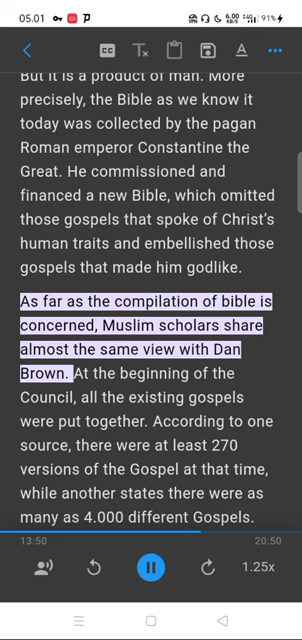 05.01
6.00 KB/S
4G
91%
CC
A
But it is a product of man. More
precisely, the Bible as we know it
today was collected by the pagan
Roman emperor Constantine the
Great. He commissioned and
financed a new Bible, which omitted
those gospels that spoke of Christ’s
human traits and embellished those
gospels that made him godlike.
As far as the compilation of bible is
concerned, Muslim scholars share
almost the same view with Dan
Brown. At the beginning of the
Council, all the existing gospels
were put together. According to one
source, there were at least 270
versions of the Gospel at that time,
while another states there were as
many as 4.000 different Gospels.
13:50
20:50
1.25x